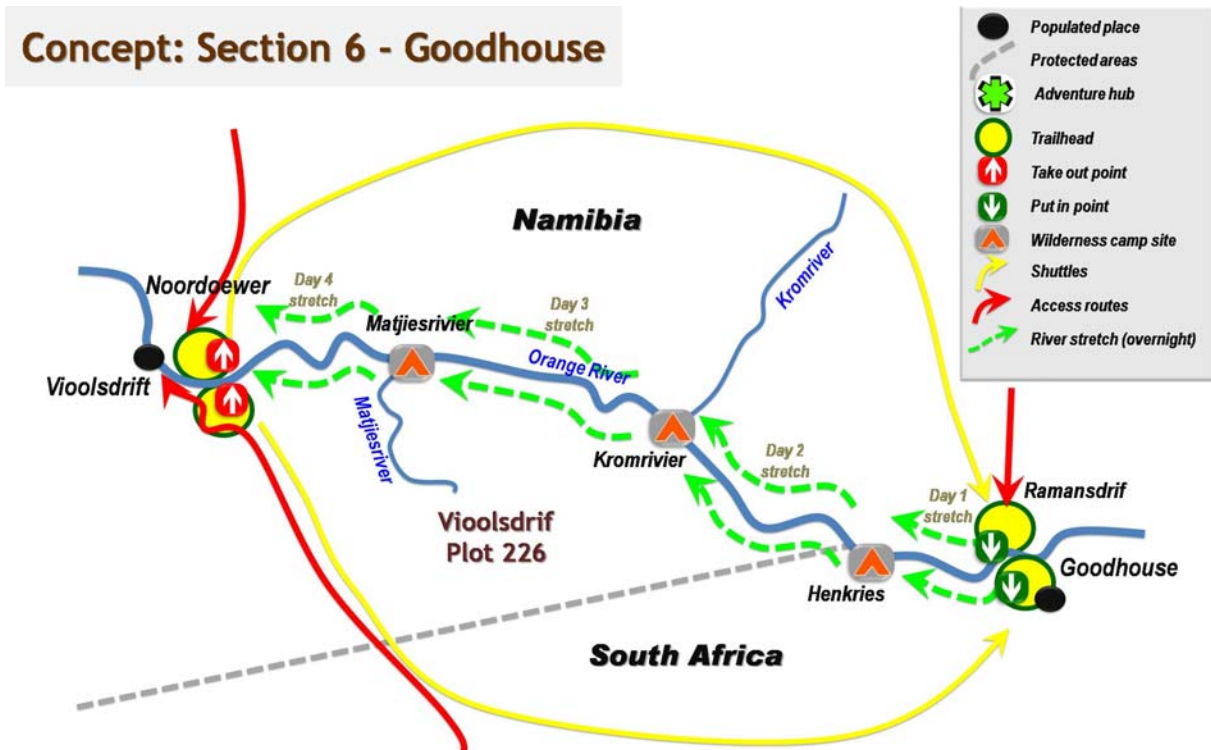 Concept: Section 6 - Goodhouse
Populated place
Protected areas
Adventure hub
Trailhead
Take out point
Put in point
Wilderness camp site
Shuttles
Access routes
River stretch (overnight)
Namibia
Kromriver
Noordoewer
Day 4
stretch
Day 3
stretch
Matjiesrivier
Orange River
Vioolsdrift
Matjiesriver
Kromrivier
Day 2
stretch
Day 1
stretch
Ramansdrif
Vioolsdrif
Plot 226
Goodhouse
Henkries
South Africa